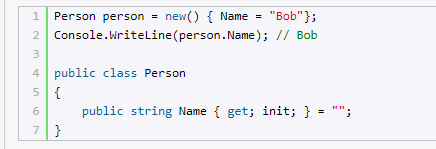 1 Person person = new() { Name = "Bob"};
2 Console.WriteLine(person.Name); // Bob
3
4 public class Person
5 {
6     public string Name { get; init; } = "";
7 }